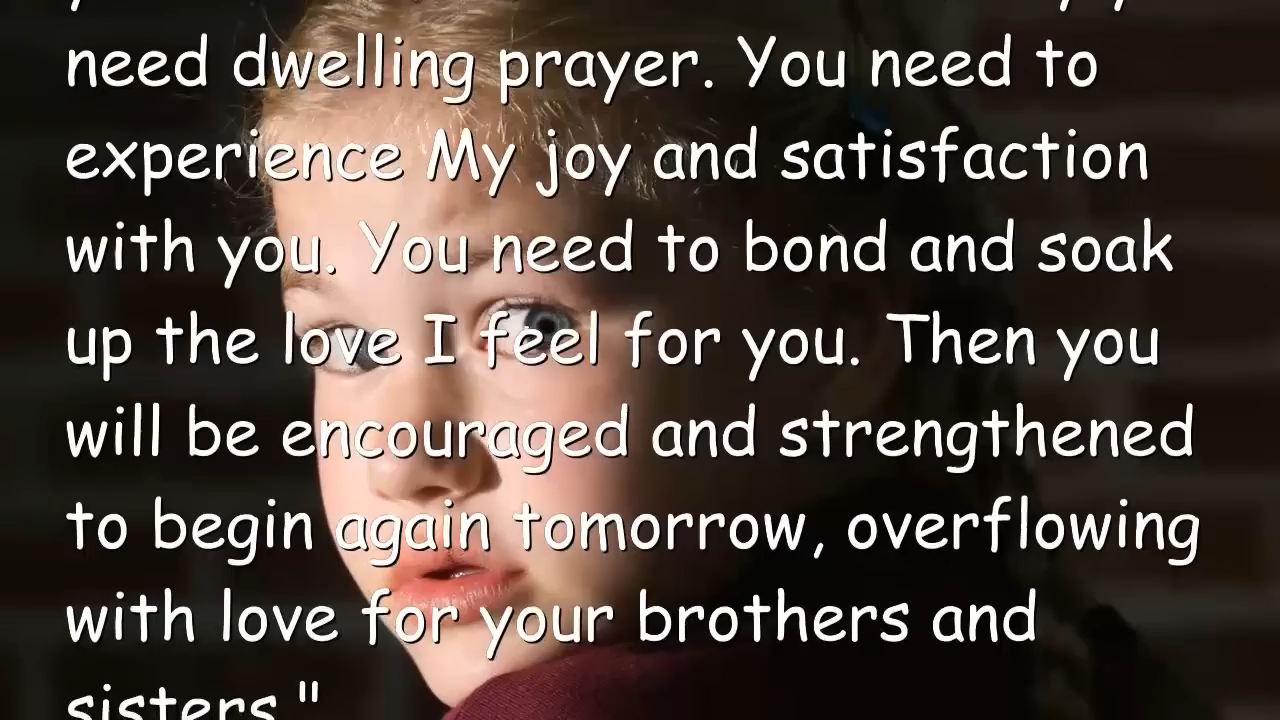 need dwelling prayer. You need to
experience My joy and satisfaction
with you. You need to bond and soak
up the love I feel for you. Then you
will be encouraged and strengthened
to begin again tomorrow, overflowing
with love for your brothers and
sisters."